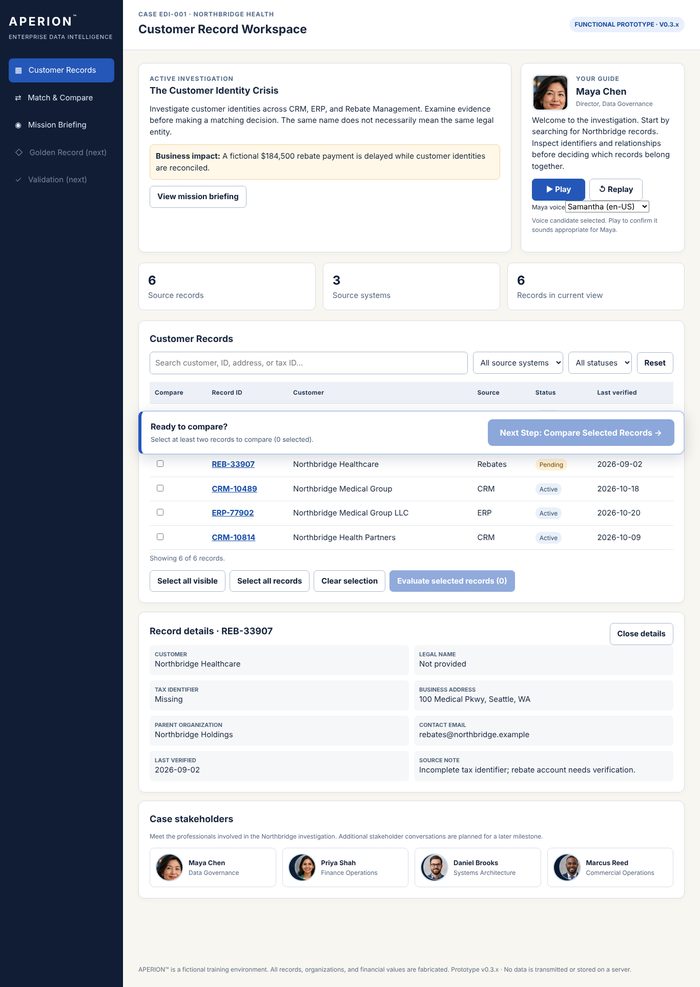 APERION™
ENTERPRISE DATA INTELLIGENCE
Customer Records
Match & Compare
Mission Briefing
Golden Record (next)
Validation (next)
CASE EDI-001 · NORTHBRIDGE HEALTH
Customer Record Workspace
FUNCTIONAL PROTOTYPE · V0.3.x
ACTIVE INVESTIGATION
The Customer Identity Crisis
Investigate customer identities across CRM, ERP, and Rebate Management. Examine evidence
before making a matching decision. The same name does not necessarily mean the same legal
entity.
Business impact: A fictional $184,500 rebate payment is delayed while customer identities
are reconciled.
View mission briefing
YOUR GUIDE
Maya Chen
Director, Data Governance
Welcome to the investigation. Start by
searching for Northbridge records.
Inspect identifiers and relationships
before deciding which records belong
together.
▶ Play
↺ Replay
Maya voice Samantha (en-US)
Voice candidate selected. Play to confirm it
sounds appropriate for Maya.
6
Source records
3
Source systems
6
Records in current view
Customer Records
Search customer, ID, address, or tax ID...
All source systems
All statuses
Reset
Compare Record ID Customer Source Status Last verified
Ready to compare?
Select at least two records to compare (0 selected).
Next Step: Compare Selected Records →
REB-33907 Northbridge Healthcare Rebates Pending 2026-09-02
CRM-10489 Northbridge Medical Group CRM Active 2026-10-18
ERP-77902 Northbridge Medical Group LLC ERP Active 2026-10-20
CRM-10814 Northbridge Health Partners CRM Active 2026-10-09
Showing 6 of 6 records.
Select all visible
Select all records
Clear selection
Evaluate selected records (0)
Record details · REB-33907
Close details
CUSTOMER
Northbridge Healthcare
LEGAL NAME
Not provided
TAX IDENTIFIER
Missing
BUSINESS ADDRESS
100 Medical Pkwy, Seattle, WA
PARENT ORGANIZATION
Northbridge Holdings
CONTACT EMAIL
rebates@northbridge.example
LAST VERIFIED
2026-09-02
SOURCE NOTE
Incomplete tax identifier; rebate account needs verification.
Case stakeholders
Meet the professionals involved in the Northbridge investigation. Additional stakeholder conversations are planned for a later milestone.
Maya Chen
Data Governance
Priya Shah
Finance Operations
Daniel Brooks
Systems Architecture
Marcus Reed
Commercial Operations
APERION™ is a fictional training environment. All records, organizations, and financial values are fabricated. Prototype v0.3.x · No data is transmitted or stored on a server.